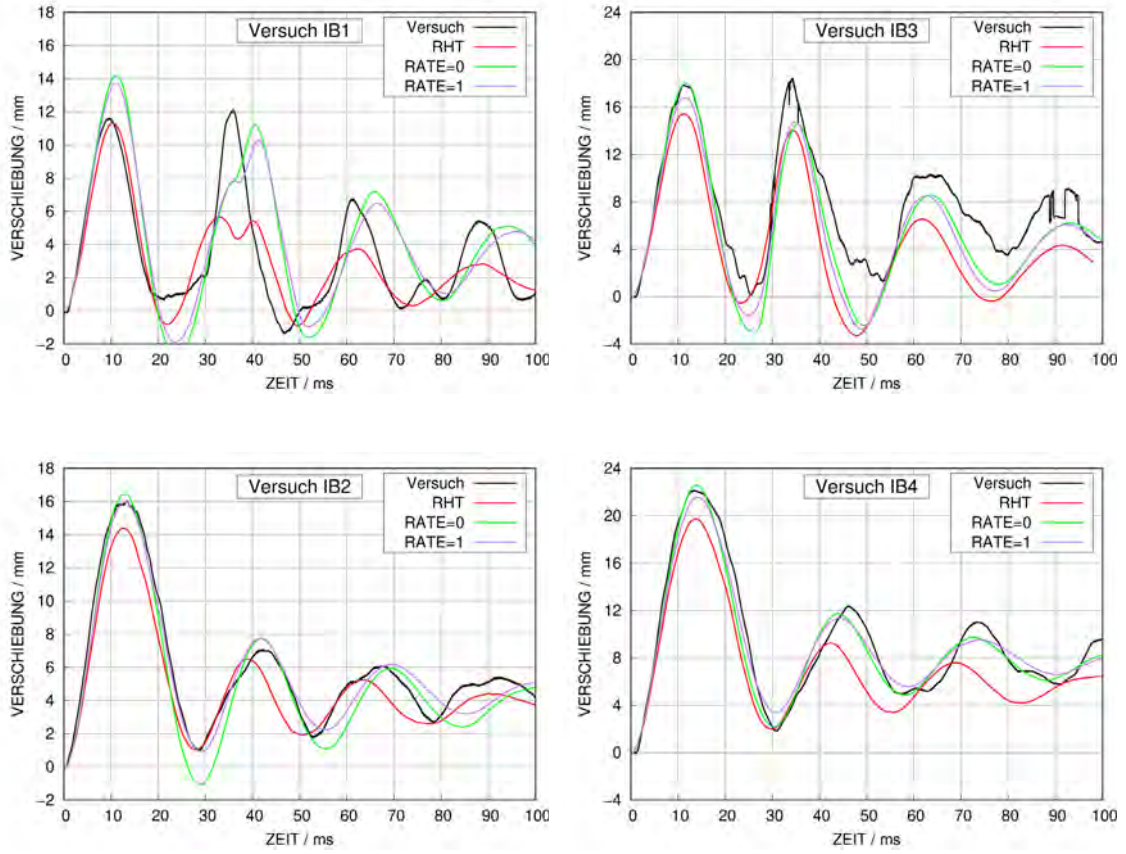 Versuch IB1
Versuch
RHT
RATE=0
RATE=1
18
16
14
12
10
8
6
4
2
0
−2
VERSCHIEBUNG / mm
0 10 20 30 40 50 60 70 80 90 100
ZEIT / ms
Versuch IB3
Versuch
RHT
RATE=0
RATE=1
24
20
16
12
8
4
0
−4
VERSCHIEBUNG / mm
0 10 20 30 40 50 60 70 80 90 100
ZEIT / ms
Versuch IB2
Versuch
RHT
RATE=0
RATE=1
18
16
14
12
10
8
6
4
2
0
−2
VERSCHIEBUNG / mm
0 10 20 30 40 50 60 70 80 90 100
ZEIT / ms
Versuch IB4
Versuch
RHT
RATE=0
RATE=1
24
20
16
12
8
4
0
−4
VERSCHIEBUNG / mm
0 10 20 30 40 50 60 70 80 90 100
ZEIT / ms